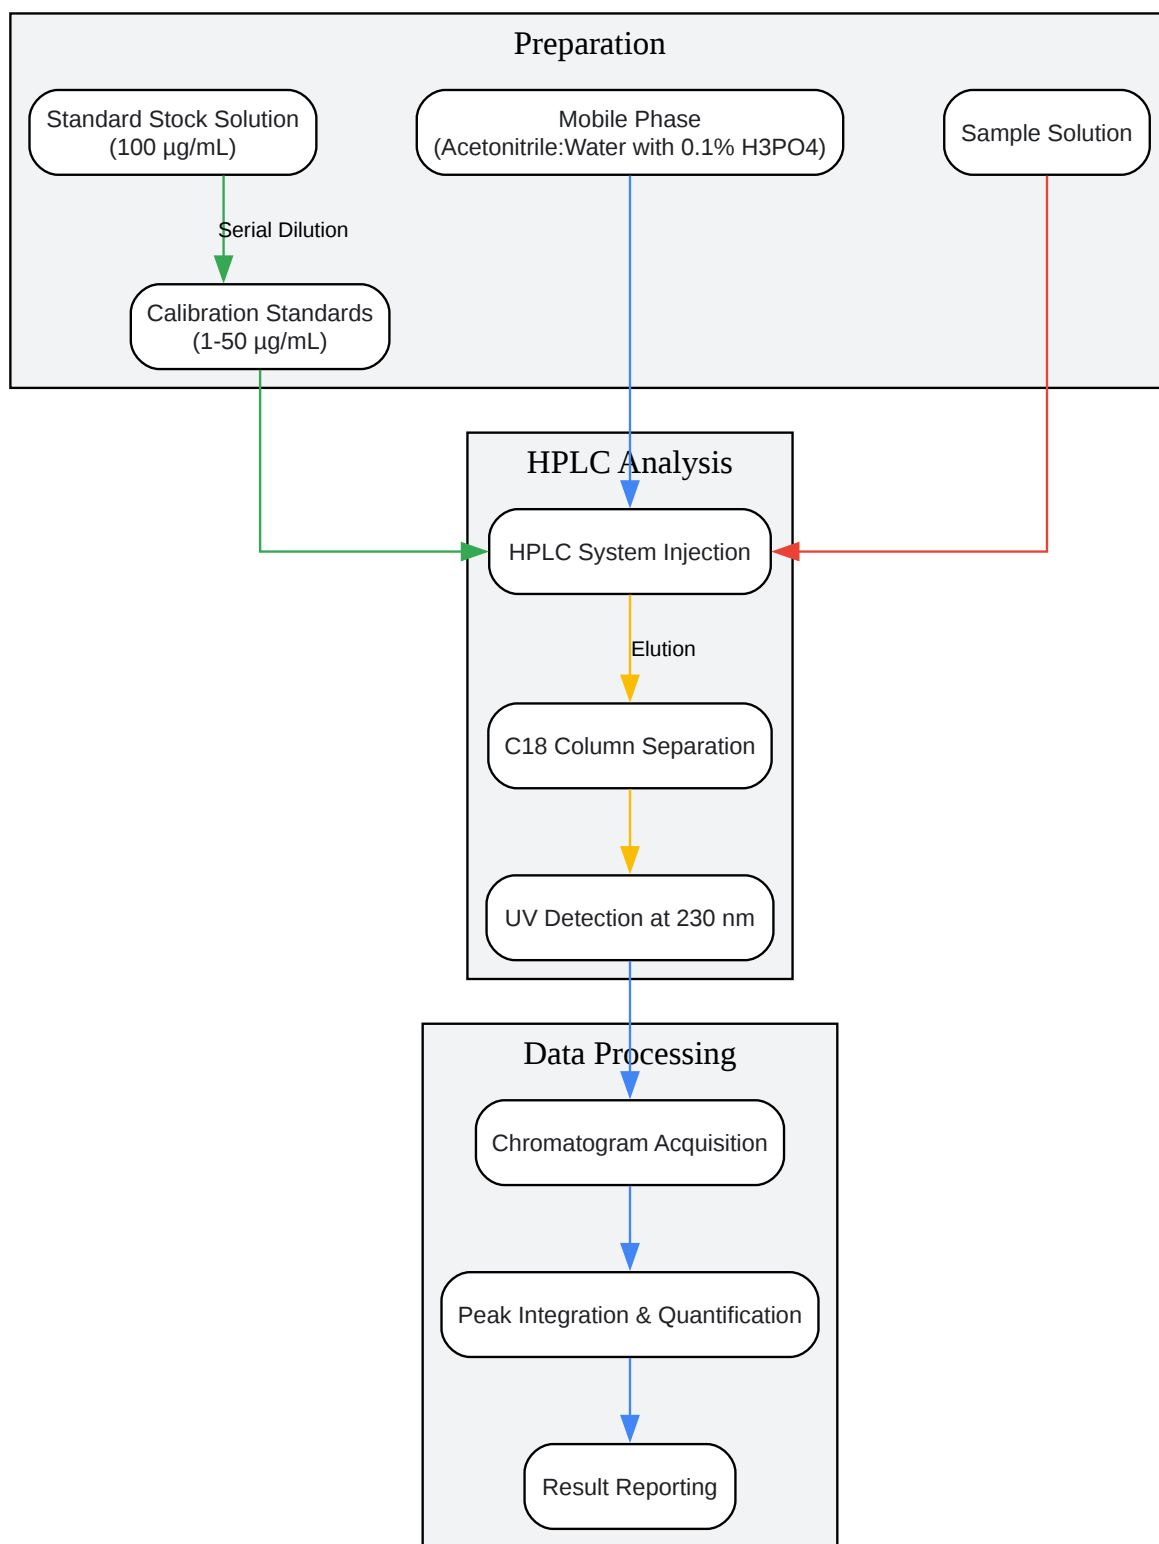 Preparation
Standard Stock Solution
(100 µg/mL)
Mobile Phase
(Acetonitrile:Water with 0.1% H3PO4)
Sample Solution
Serial Dilution
Calibration Standards
(1-50 µg/mL)
HPLC Analysis
HPLC System Injection
Elution
C18 Column Separation
UV Detection at 230 nm
Data Processing
Chromatogram Acquisition
Peak Integration & Quantification
Result Reporting